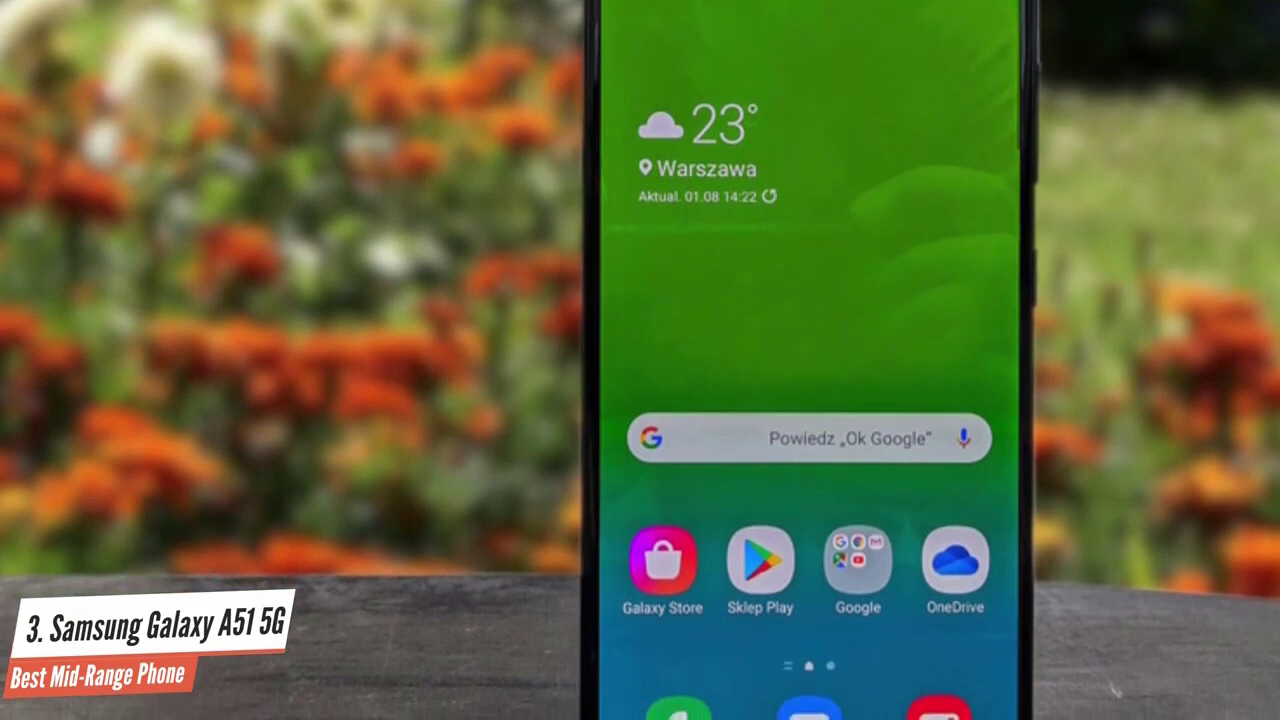 23°
Warszawa
Aktual. 01.08 14:22
Powiedz „Ok Google”
Galaxy Store
Sklep Play
Google
OneDrive
3. Samsung Galaxy A51 5G
Best Mid-Range Phone